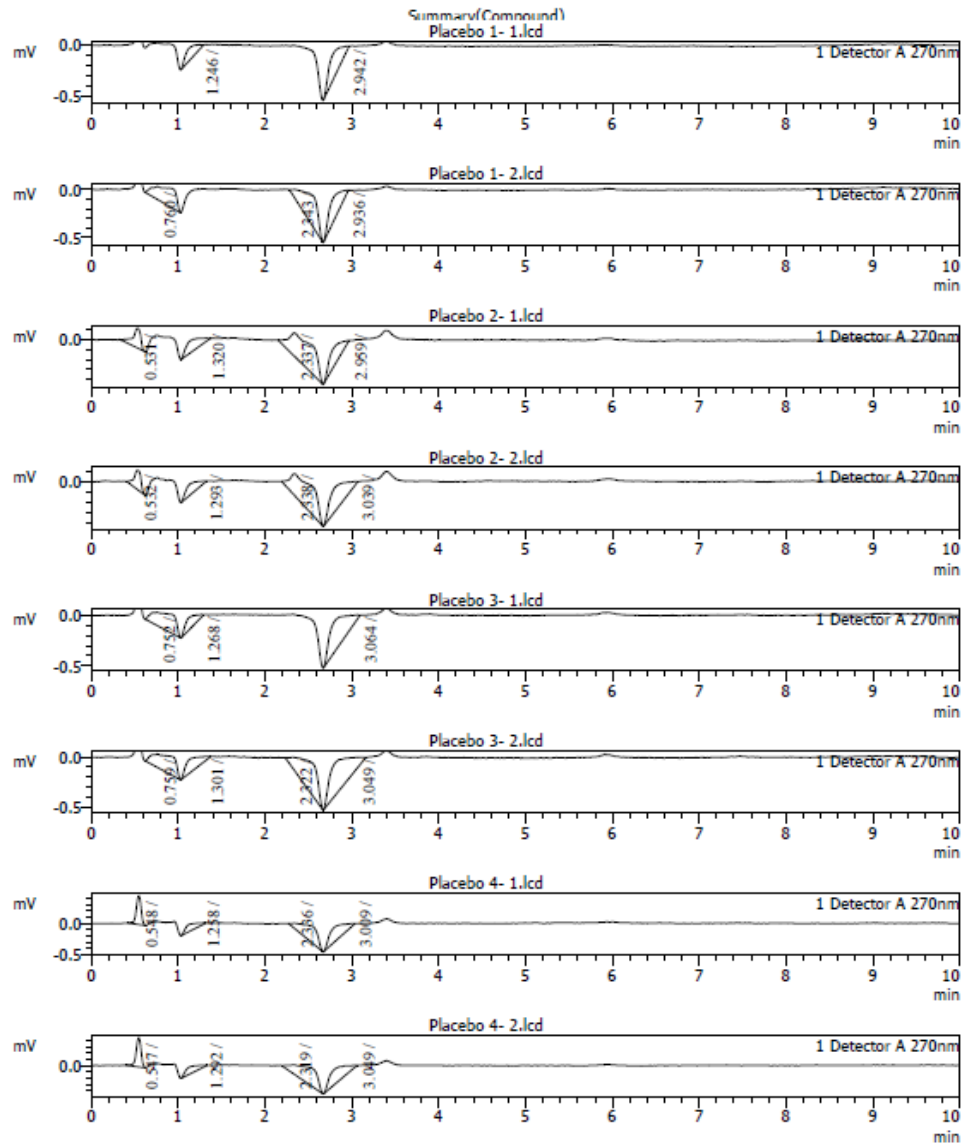 Summary(Compound)
Placebo 1- 1.lcd
mV
0.0
1 Detector A 270nm
1.246 /
2.942 /
-0.5
0 1 2 3 4 5 6 7 8 9 10
min
Placebo 1- 2.lcd
mV
0.0
1 Detector A 270nm
0.760 /
2.343 /
2.936 /
-0.5
0 1 2 3 4 5 6 7 8 9 10
min
Placebo 2- 1.lcd
mV
0.0
1 Detector A 270nm
0.531 /
1.320 /
2.337 /
2.959 /
0 1 2 3 4 5 6 7 8 9 10
min
Placebo 2- 2.lcd
mV
0.0
1 Detector A 270nm
0.532 /
1.293 /
2.338 /
3.039 /
0 1 2 3 4 5 6 7 8 9 10
min
Placebo 3- 1.lcd
mV
0.0
1 Detector A 270nm
1.268 /
3.064 /
-0.5
0 1 2 3 4 5 6 7 8 9 10
min
Placebo 3- 2.lcd
mV
0.0
1 Detector A 270nm
0.759 /
1.301 /
2.322
3.049 /
-0.5
0 1 2 3 4 5 6 7 8 9 10
min
Placebo 4- 1.lcd
mV
0.0
1 Detector A 270nm
0.548 /
1.258 /
2.336 /
3.009 /
-0.5
0 1 2 3 4 5 6 7 8 9 10
min
Placebo 4- 2.lcd
mV
0.0
1 Detector A 270nm
0.547 /
1.292 /
2.319 /
3.049 /
0 1 2 3 4 5 6 7 8 9 10
min